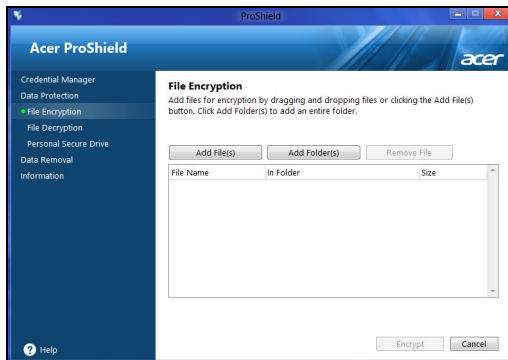 ProShield
Acer ProShield
acer
Credential Manager
Data Protection
File Encryption
File Decryption
Personal Secure Drive
Data Removal
Information
Help
File Encryption
Add files for encryption by dragging and dropping files or clicking the Add File(s)
button. Click Add Folder(s) to add an entire folder.
Add File(s) Add Folder(s) Remove File
File Name In Folder Size
Encrypt Cancel